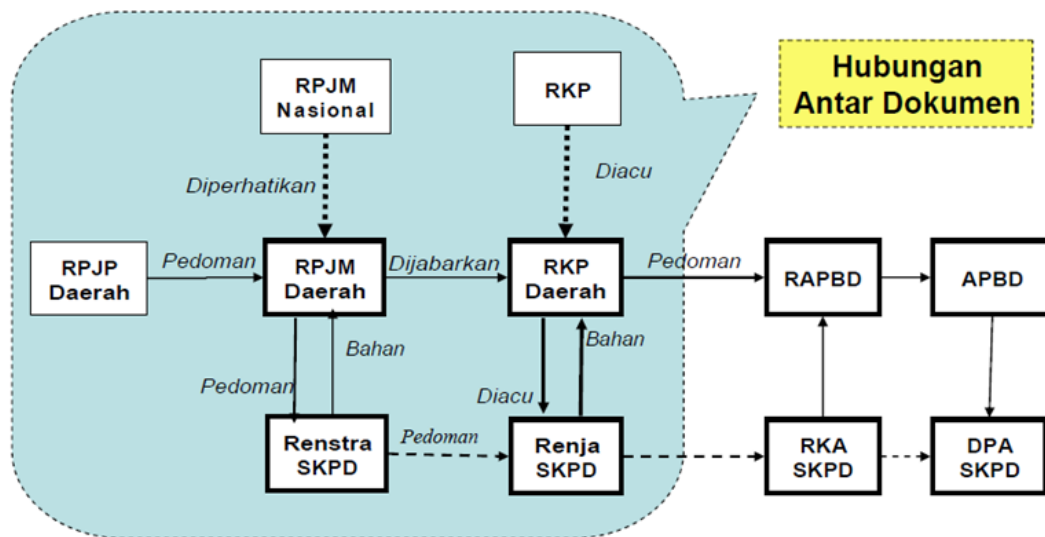 Hubungan
Antar Dokumen
RPJM
Nasional
RKP
Diperhatikan
Diacu
RPJP
Daerah
Pedoman
RPJM
Daerah
Dijabarkan
RKP
Daerah
Pedoman
RAPBD
APBD
Pedoman
Bahan
Diacu
Bahan
Renstra
SKPD
Pedoman
Renja
SKPD
RKA
SKPD
DPA
SKPD